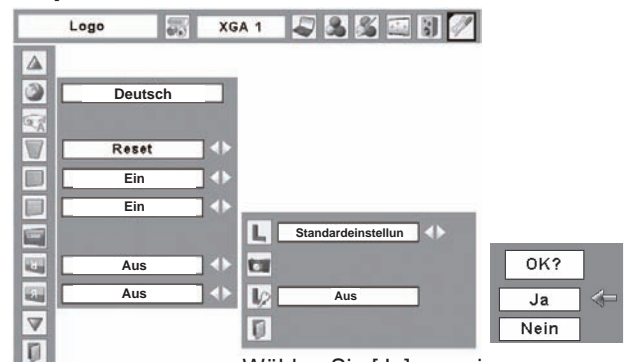 Logo
XGA 1
Deutsch
Reset
Ein
Ein
Aus
Aus
Standardeinstellun
Aus
OK?
Ja
Nein